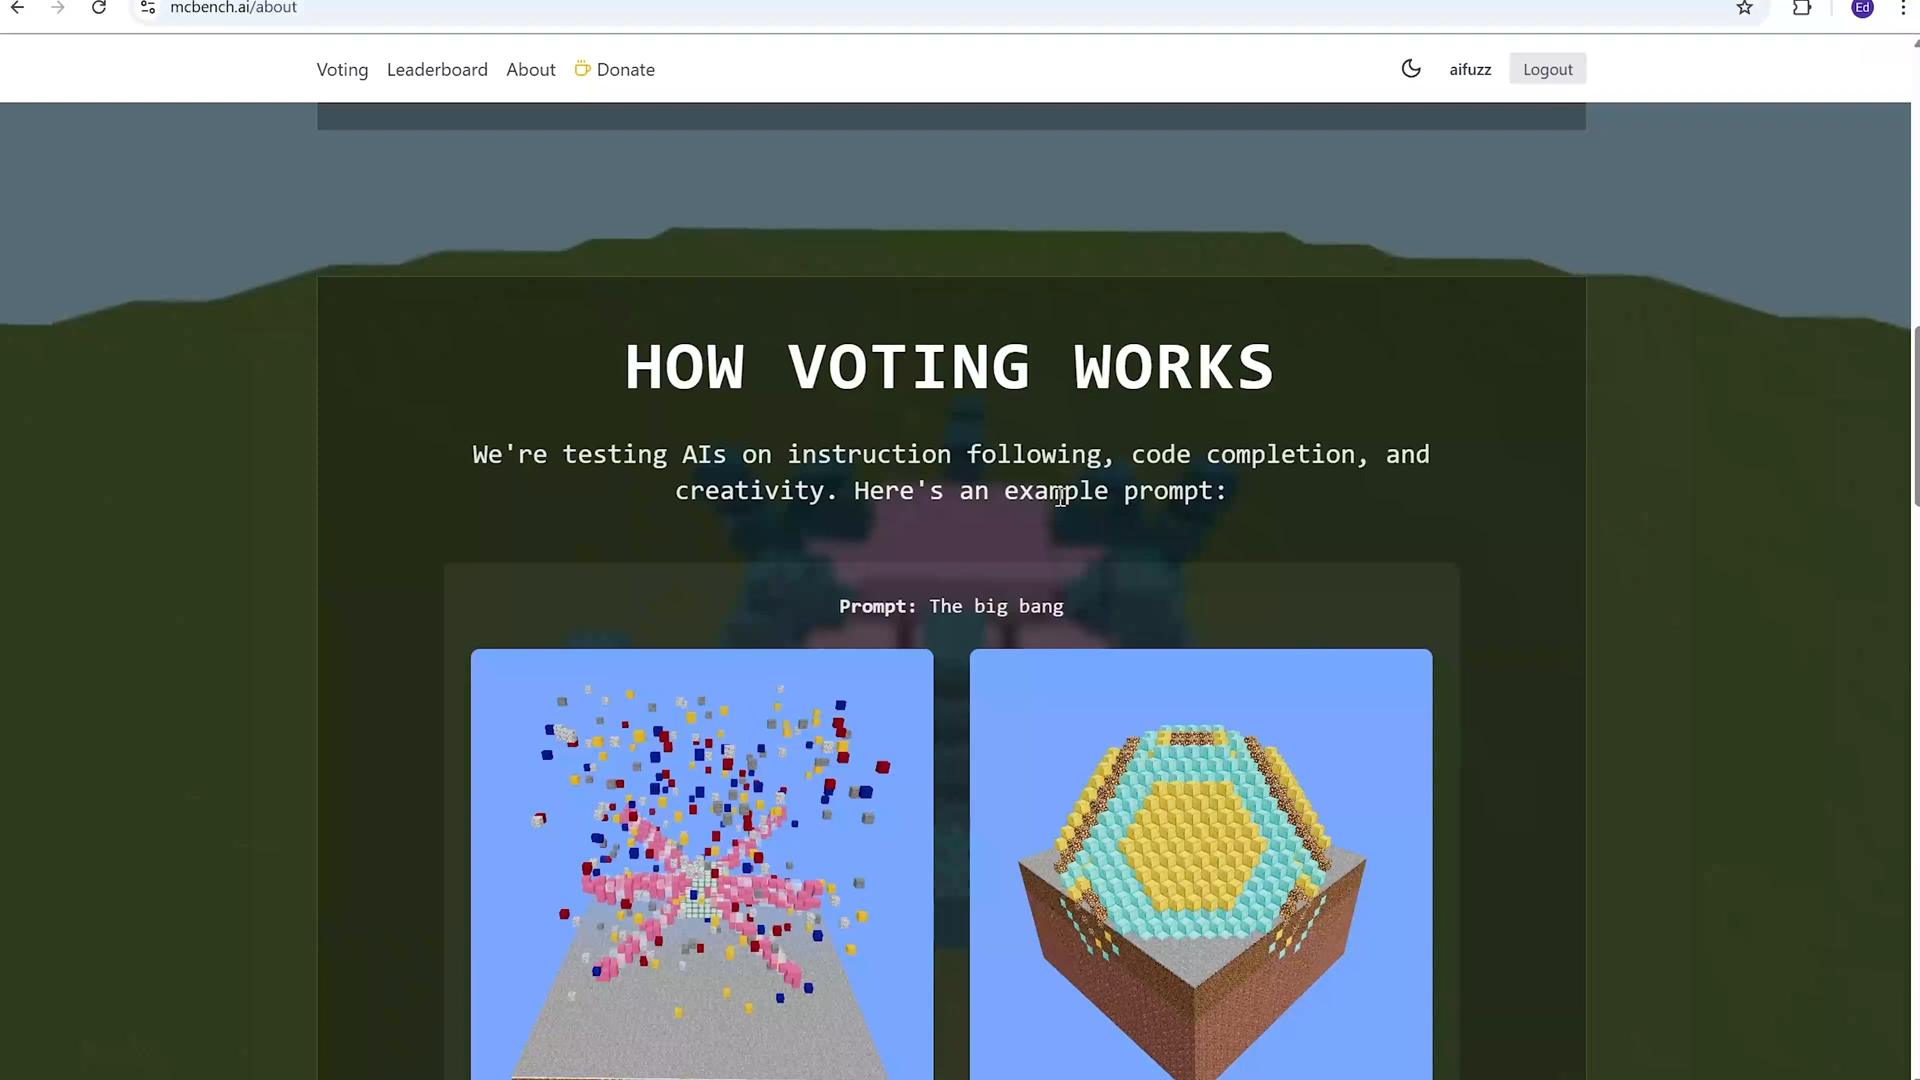 mcbench.ai/about
Ed
Voting Leaderboard About Donate
aifuzz Logout
HOW VOTING WORKS
We're testing AIs on instruction following, code completion, and
creativity. Here's an example prompt:
Prompt: The big bang